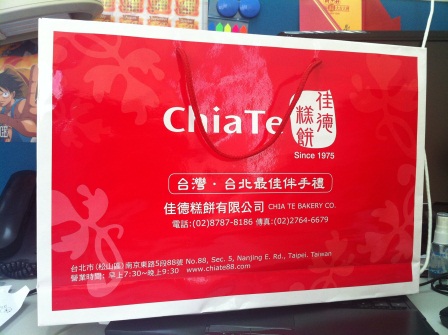 ChiaTe
佳德
糕餅
Since 1975
台灣・台北最佳伴手禮
佳德糕餅有限公司 CHIA TE BAKERY CO.
電話:(02)8787-8186 傳真:(02)2764-6679
台北市(松山區)南京東路5段88號 No.88, Sec. 5, Nanjing E. Rd., Taipei, Taiwan
營業時間: 早上7:30~晚上9:30 www.chiate88.com